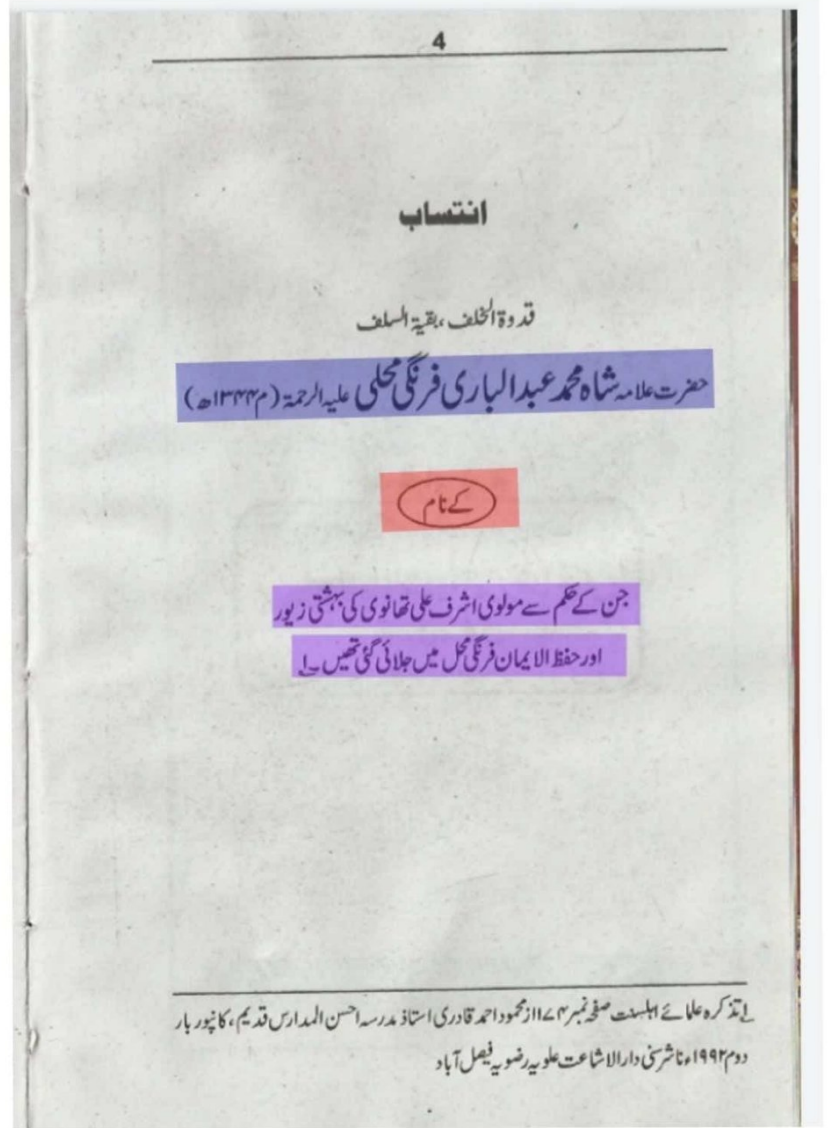 4
انتساب
قدوۃ الخلف، بقیۃ السلف
حضرت علامہ شاہ محمد عبدالباری فرنگی محلی علیہ الرحمۃ (م۱۳۴۴ھ)
کے نام
جن کے حکم سے مولوی اشرف علی تھانوی کی بہشتی زیور
اور حفظ الایمان فرنگی محل میں جلائی گئی تھیں۔۱
۱ تذکرہ علمائے اہلسنت صفحہ نمبر ۱۷۴ از محمود احمد قادری استاذ مدرسہ احسن المدارس قدیم، کانپور بار
دوم ۱۹۹۲ء ناشر سنی دارالاشاعت علویہ رضویہ فیصل آباد